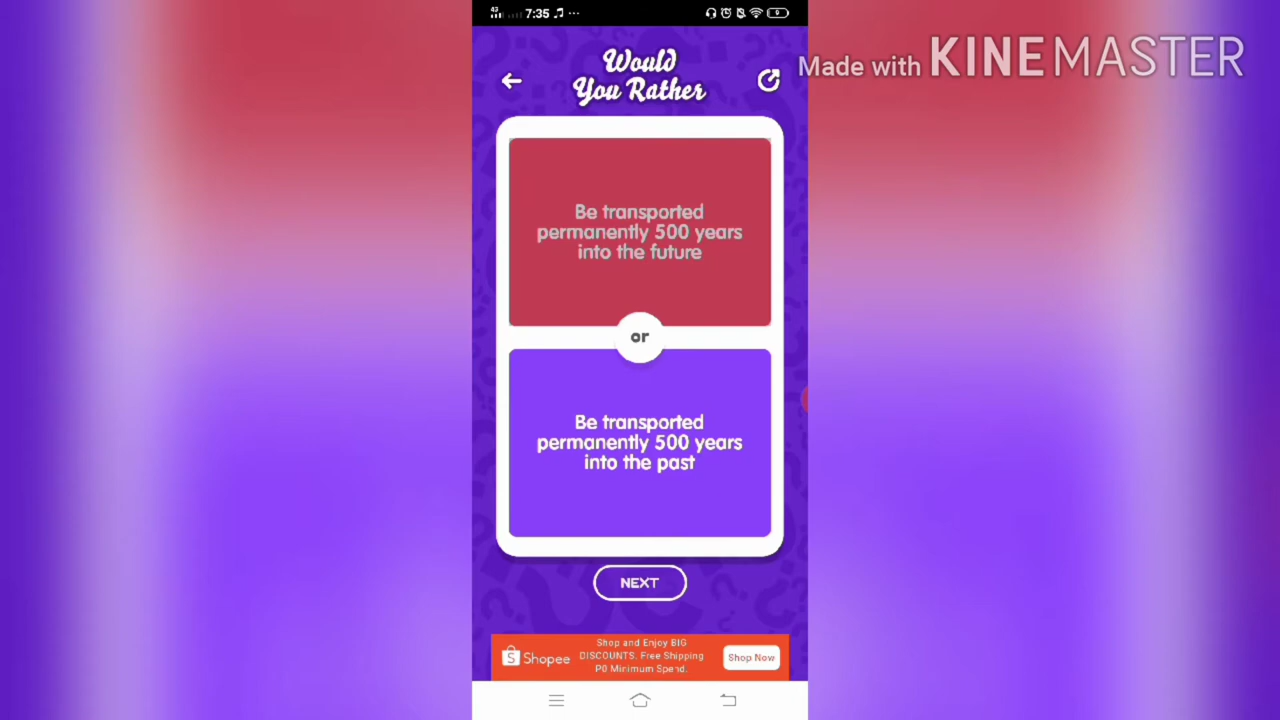 4G 7:35 ... 9
Made with KINEMASTER
Would
You Rather
Be transported
permanently 500 years
into the future
or
Be transported
permanently 500 years
into the past
NEXT
Shopee
Shop and Enjoy BIG
DISCOUNTS. Free Shipping
P0 Minimum Spend.
Shop Now